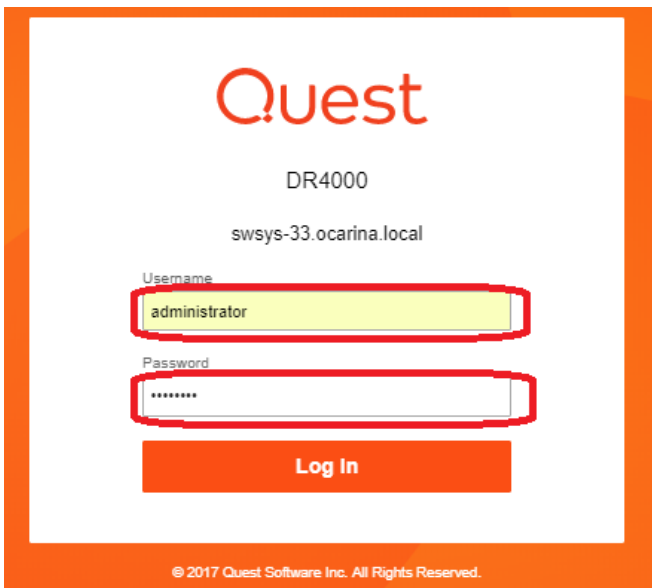 Quest
DR4000
swsys-33.ocarina.local
Username
administrator
Password
••••••••
Log In
© 2017 Quest Software Inc. All Rights Reserved.